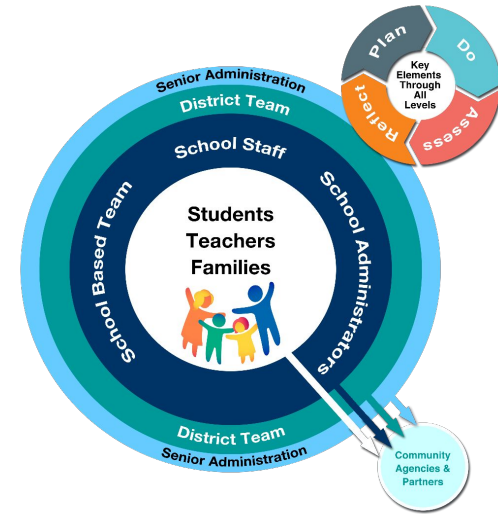 Plan
Do
Assess
Reflect
Key
Elements
Through
All
Levels
Senior Administration
District Team
School Staff
School Based Team
School Administrators
Students
Teachers
Families
District Team
Senior Administration
Community
Agencies &
Partners